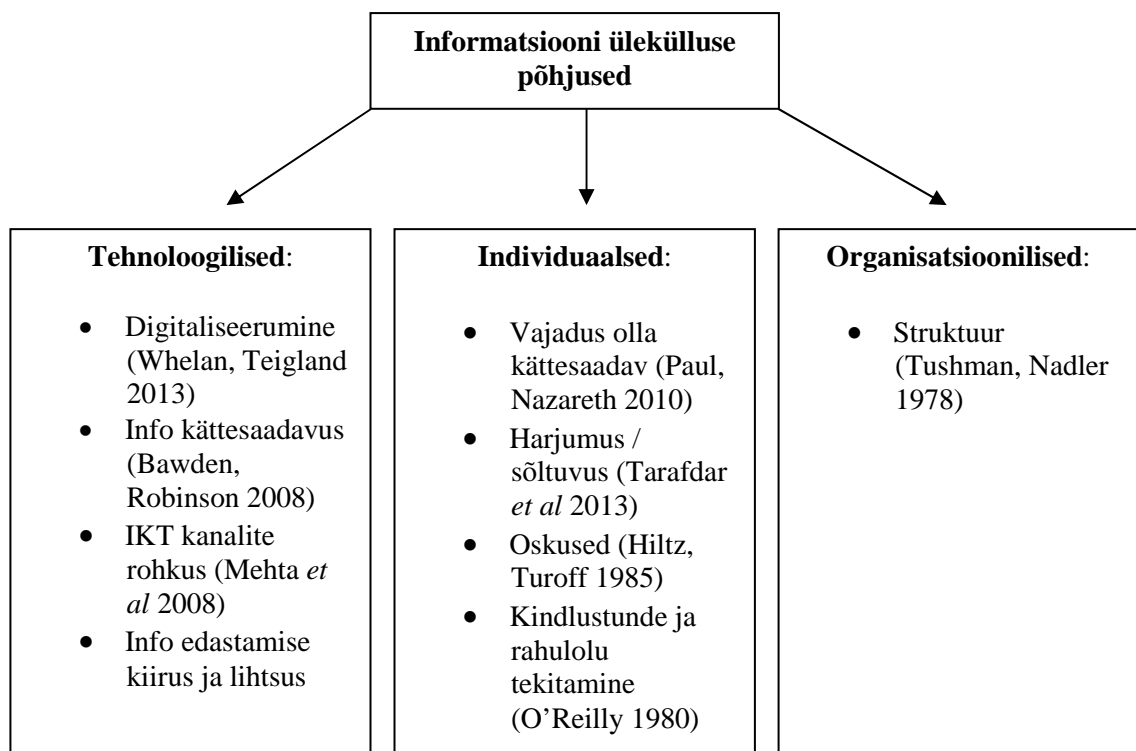 Informatsiooni ülekülluse
põhjused
Tehnoloogilised:
• Digitaliseerumine
(Whelan, Teigland
2013)
• Info kättesaadavus
(Bawden,
Robinson 2008)
• IKT kanalite
rohkus (Mehta et
al 2008)
• Info edastamise
kiirus ja lihtsus
Individuaalsed:
• Vajadus olla
kättesaadav (Paul,
Nazareth 2010)
• Harjumus /
sõltuvus (Tarafdar
et al 2013)
• Oskused (Hiltz,
Turoff 1985)
• Kindlustunde ja
rahulolu
tekitamine
(O’Reilly 1980)
Organisatsioonilised:
• Struktuur
(Tushman, Nadler
1978)